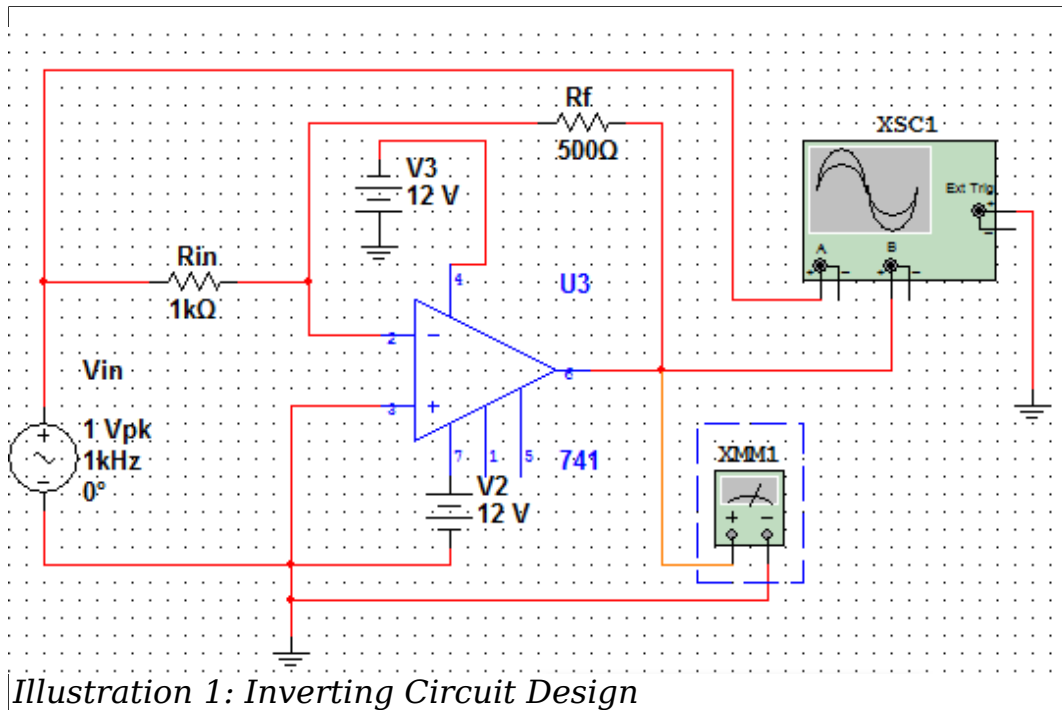 Rf
500Ω
XSC1
Ext Trig
+
−
A
B
+
−
+
−
V3
12 V
Rin
1kΩ
4
U3
2
−
6
Vin
3
+
+
1 Vpk
1kHz
0°
−
7
1
5
741
V2
12 V
XMM1
+
−
Illustration 1: Inverting Circuit Design